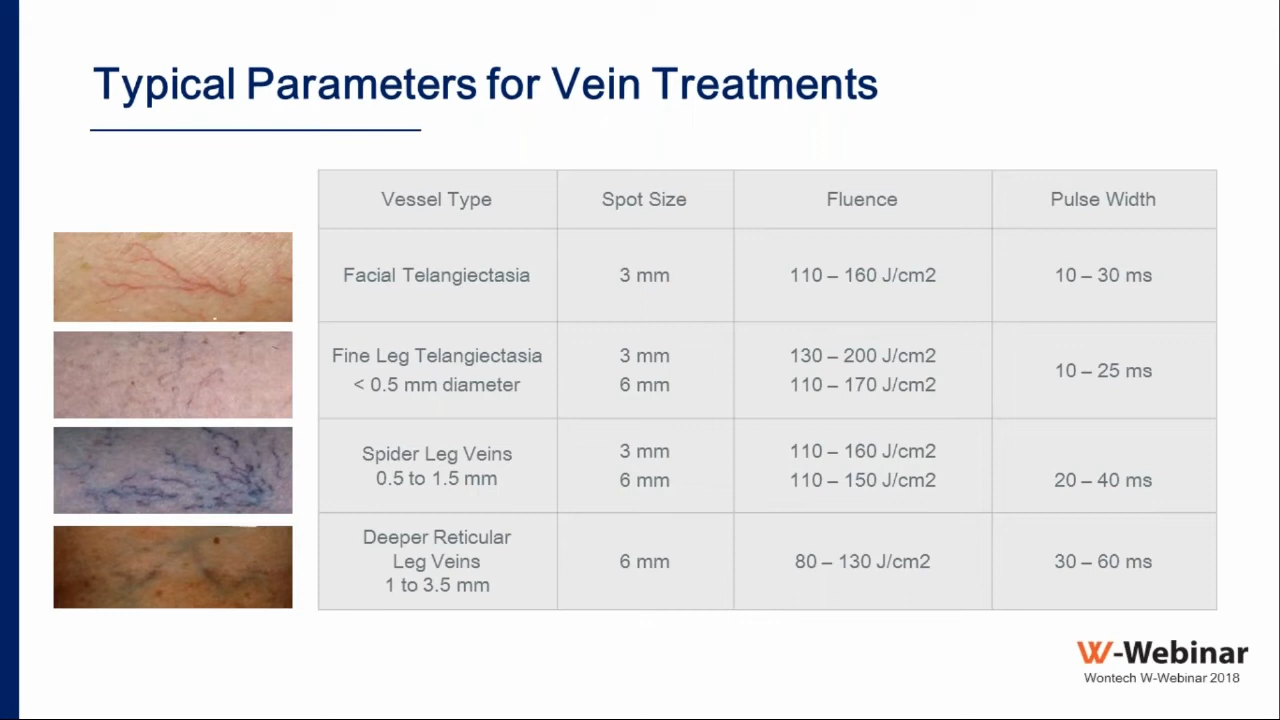 Typical Parameters for Vein Treatments
Vessel Type Spot Size Fluence Pulse Width
Facial Telangiectasia 3 mm 110 – 160 J/cm2 10 – 30 ms
Fine Leg Telangiectasia 3 mm 130 – 200 J/cm2
10 – 25 ms
< 0.5 mm diameter 6 mm 110 – 170 J/cm2
Spider Leg Veins 3 mm 110 – 160 J/cm2
0.5 to 1.5 mm 6 mm 110 – 150 J/cm2 20 – 40 ms
Deeper Reticular
Leg Veins 6 mm 80 – 130 J/cm2 30 – 60 ms
1 to 3.5 mm
W-Webinar
Wontech W-Webinar 2018